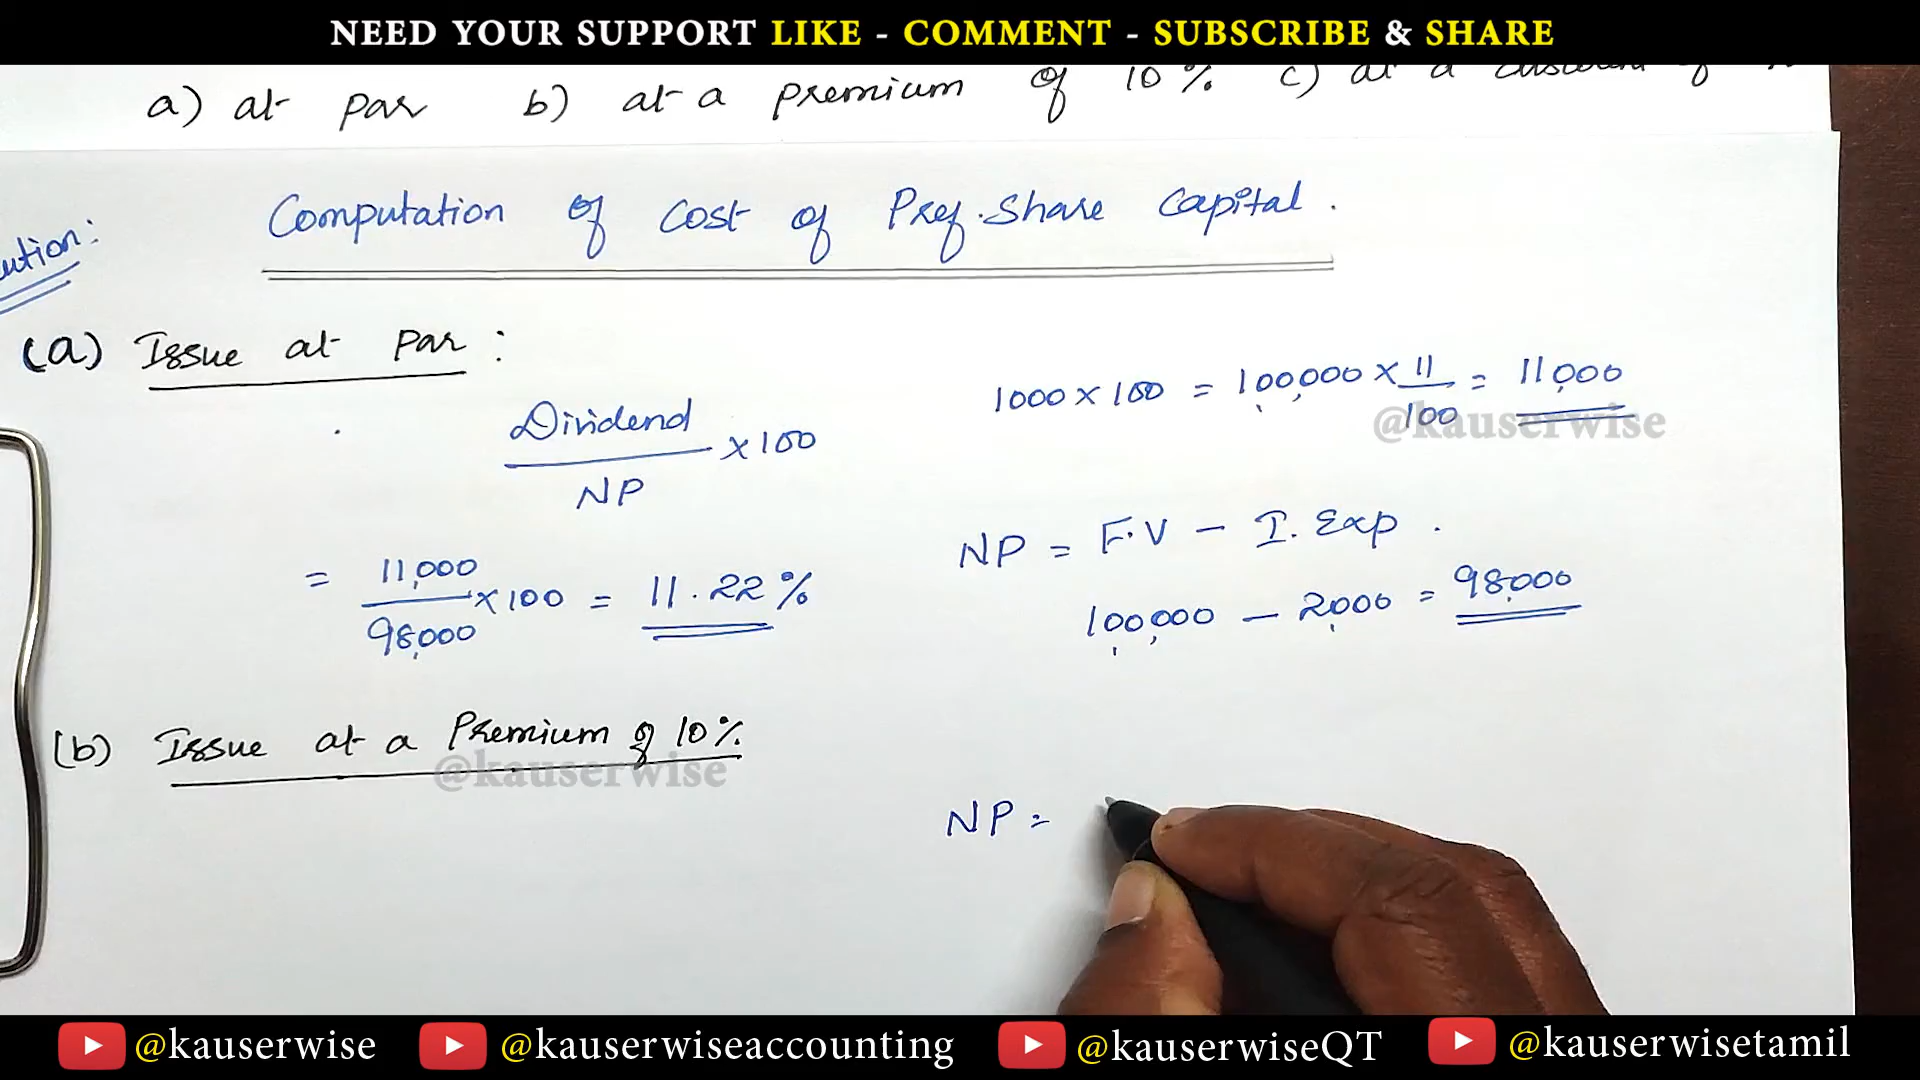 NEED YOUR SUPPORT LIKE - COMMENT - SUBSCRIBE & SHARE
a) at par b) at a premium of 10% c) at a
ution:
Computation of Cost of Pref. Share Capital.
(a) Issue at Par :
Dividend / NP × 100
1000 × 100 = 1,00,000 × 11 / 100 = 11,000
@kauserwise
NP = F.V - I. Exp.
= 11,000 / 98,000 × 100 = 11.22%
1,00,000 - 2,000 = 98,000
(b) Issue at a Premium of 10%
@kauserwise
NP =
@kauserwise @kauserwiseaccounting @kauserwiseQT @kauserwisetamil